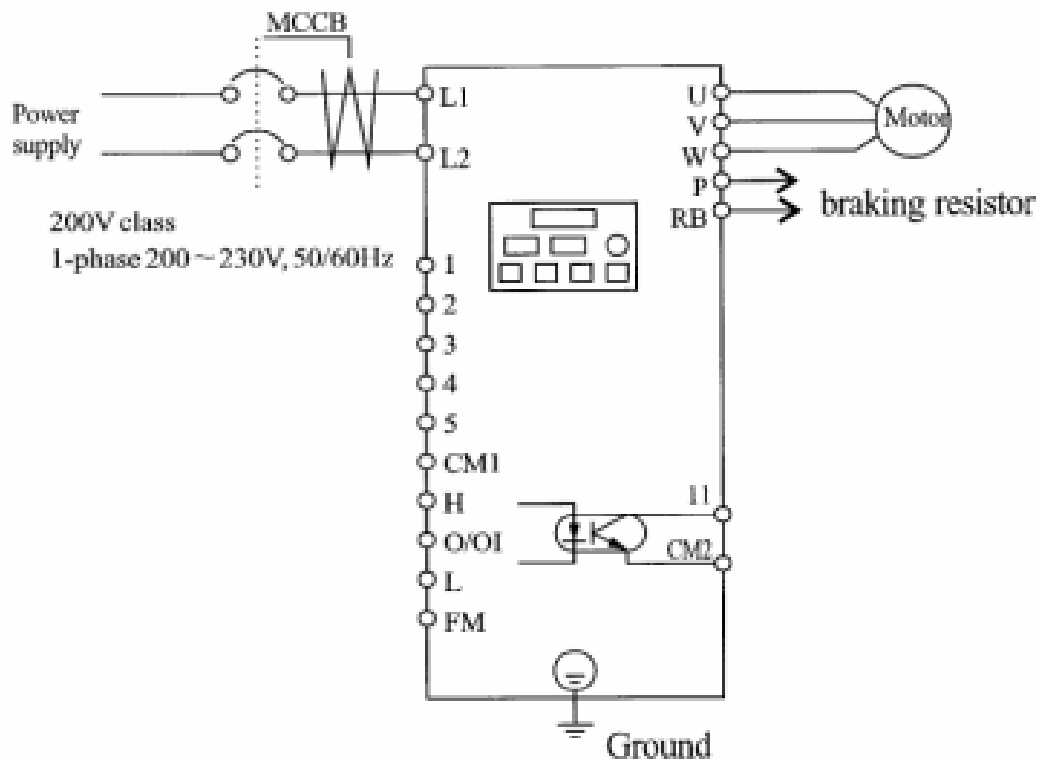 MCCB
Power
supply
200V class
1-phase 200～230V, 50/60Hz
L1
L2
1
2
3
4
5
CM1
H
O/OI
L
FM
U
V
W
P
RB
Motor
braking resistor
11
CM2
Ground